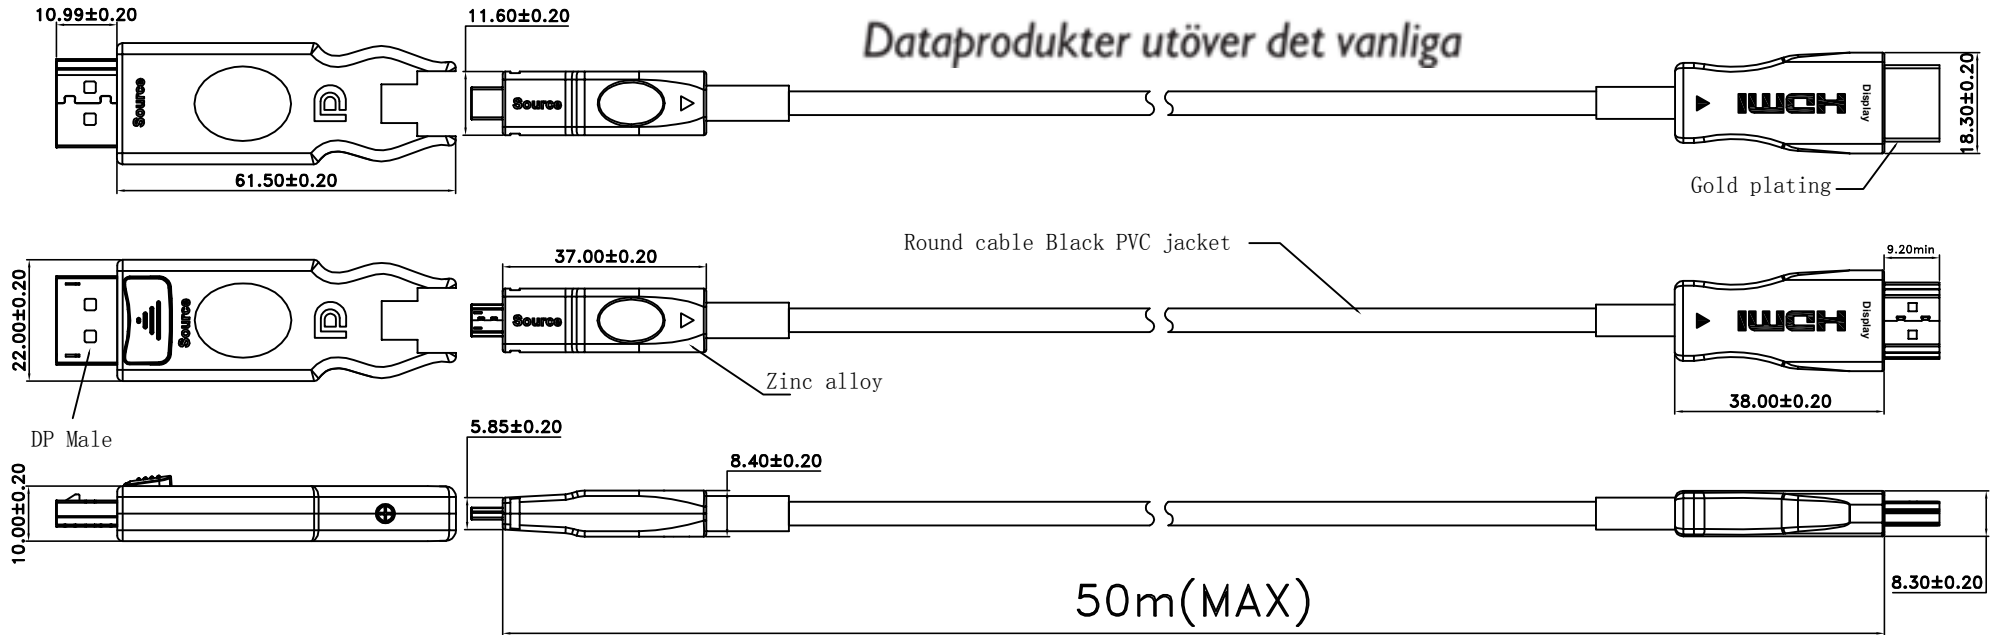 10.99±0.20
11.60±0.20
Dataprodukter utöver det vanliga
Source
DP
Source
HDMI
Display
18.30±0.20
61.50±0.20
Gold plating
Round cable Black PVC jacket
37.00±0.20
9.20min
22.00±0.20
Source
DP
Source
HDMI
Display
Zinc alloy
38.00±0.20
DP Male
5.85±0.20
8.40±0.20
10.00±0.20
8.30±0.20
50m(MAX)